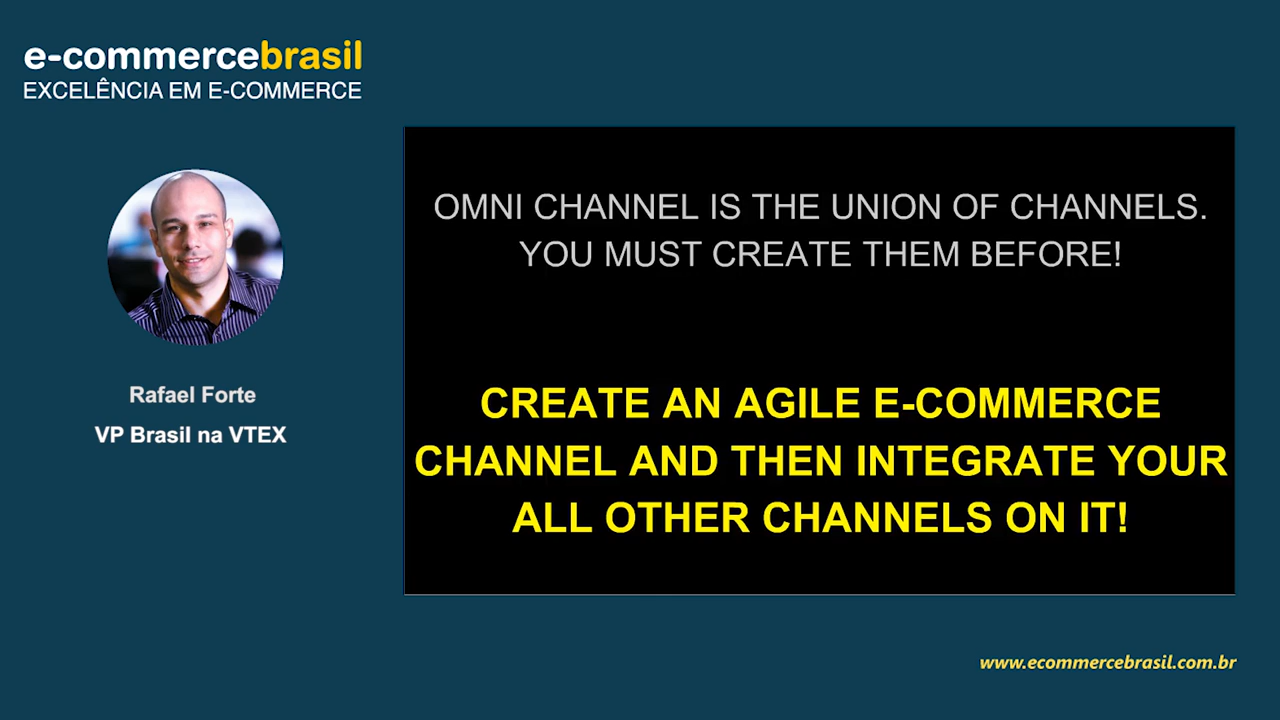 e-commercebrasil
EXCELÊNCIA EM E-COMMERCE
Rafael Forte
VP Brasil na VTEX
OMNI CHANNEL IS THE UNION OF CHANNELS.
YOU MUST CREATE THEM BEFORE!
CREATE AN AGILE E-COMMERCE
CHANNEL AND THEN INTEGRATE YOUR
ALL OTHER CHANNELS ON IT!
www.ecommercebrasil.com.br